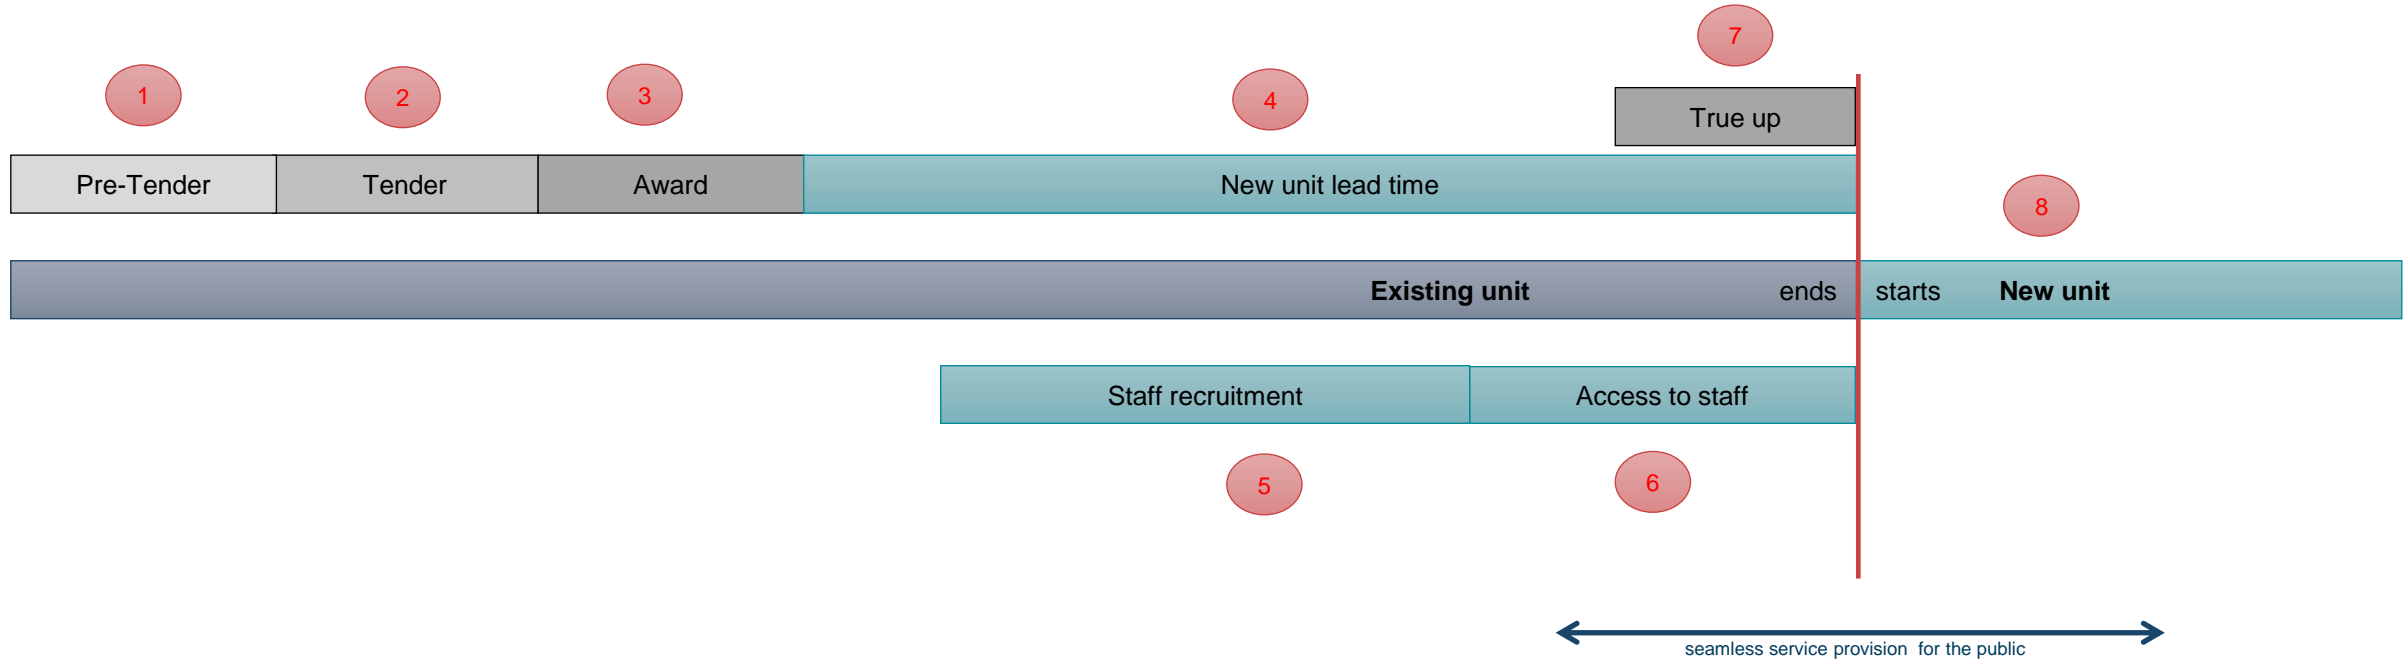 7
1
2
3
4
True up
Pre-Tender
Tender
Award
New unit lead time
8
Existing unit
ends
starts
New unit
Staff recruitment
Access to staff
5
6
seamless service provision for the public